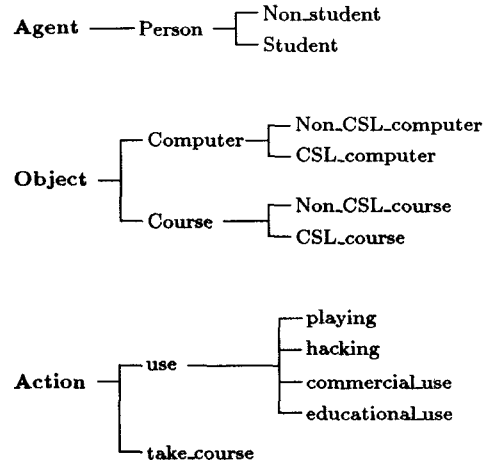 Non_student
Agent Person
Student
Non_CSL_computer
Computer
CSL_computer
Object
Non_CSL_course
Course
CSL_course
playing
use hacking
Action commercial_use
educational_use
take_course